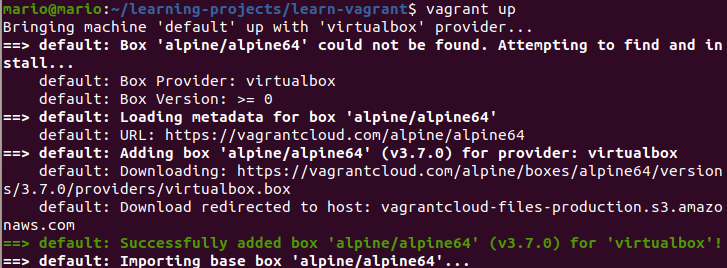 mario@mario:~/learning-projects/learn-vagrant$ vagrant up
Bringing machine 'default' up with 'virtualbox' provider...
==> default: Box 'alpine/alpine64' could not be found. Attempting to find and in
stall...
    default: Box Provider: virtualbox
    default: Box Version: >= 0
==> default: Loading metadata for box 'alpine/alpine64'
    default: URL: https://vagrantcloud.com/alpine/alpine64
==> default: Adding box 'alpine/alpine64' (v3.7.0) for provider: virtualbox
    default: Downloading: https://vagrantcloud.com/alpine/boxes/alpine64/version
s/3.7.0/providers/virtualbox.box
    default: Download redirected to host: vagrantcloud-files-production.s3.amazo
naws.com
==> default: Successfully added box 'alpine/alpine64' (v3.7.0) for 'virtualbox'!
==> default: Importing base box 'alpine/alpine64'...